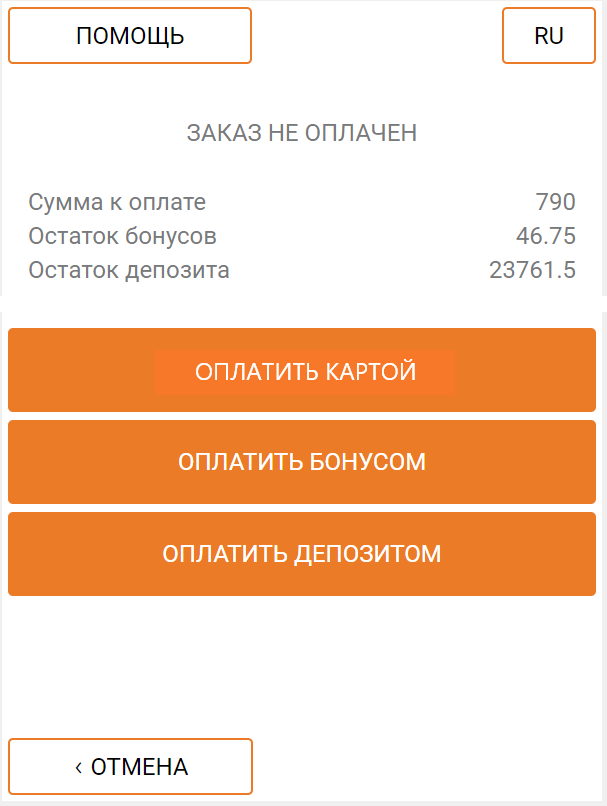 ПОМОЩЬ RU
ЗАКАЗ НЕ ОПЛАЧЕН
Сумма к оплате 790
Остаток бонусов 46.75
Остаток депозита 23761.5
ОПЛАТИТЬ КАРТОЙ
ОПЛАТИТЬ БОНУСОМ
ОПЛАТИТЬ ДЕПОЗИТОМ
‹ ОТМЕНА